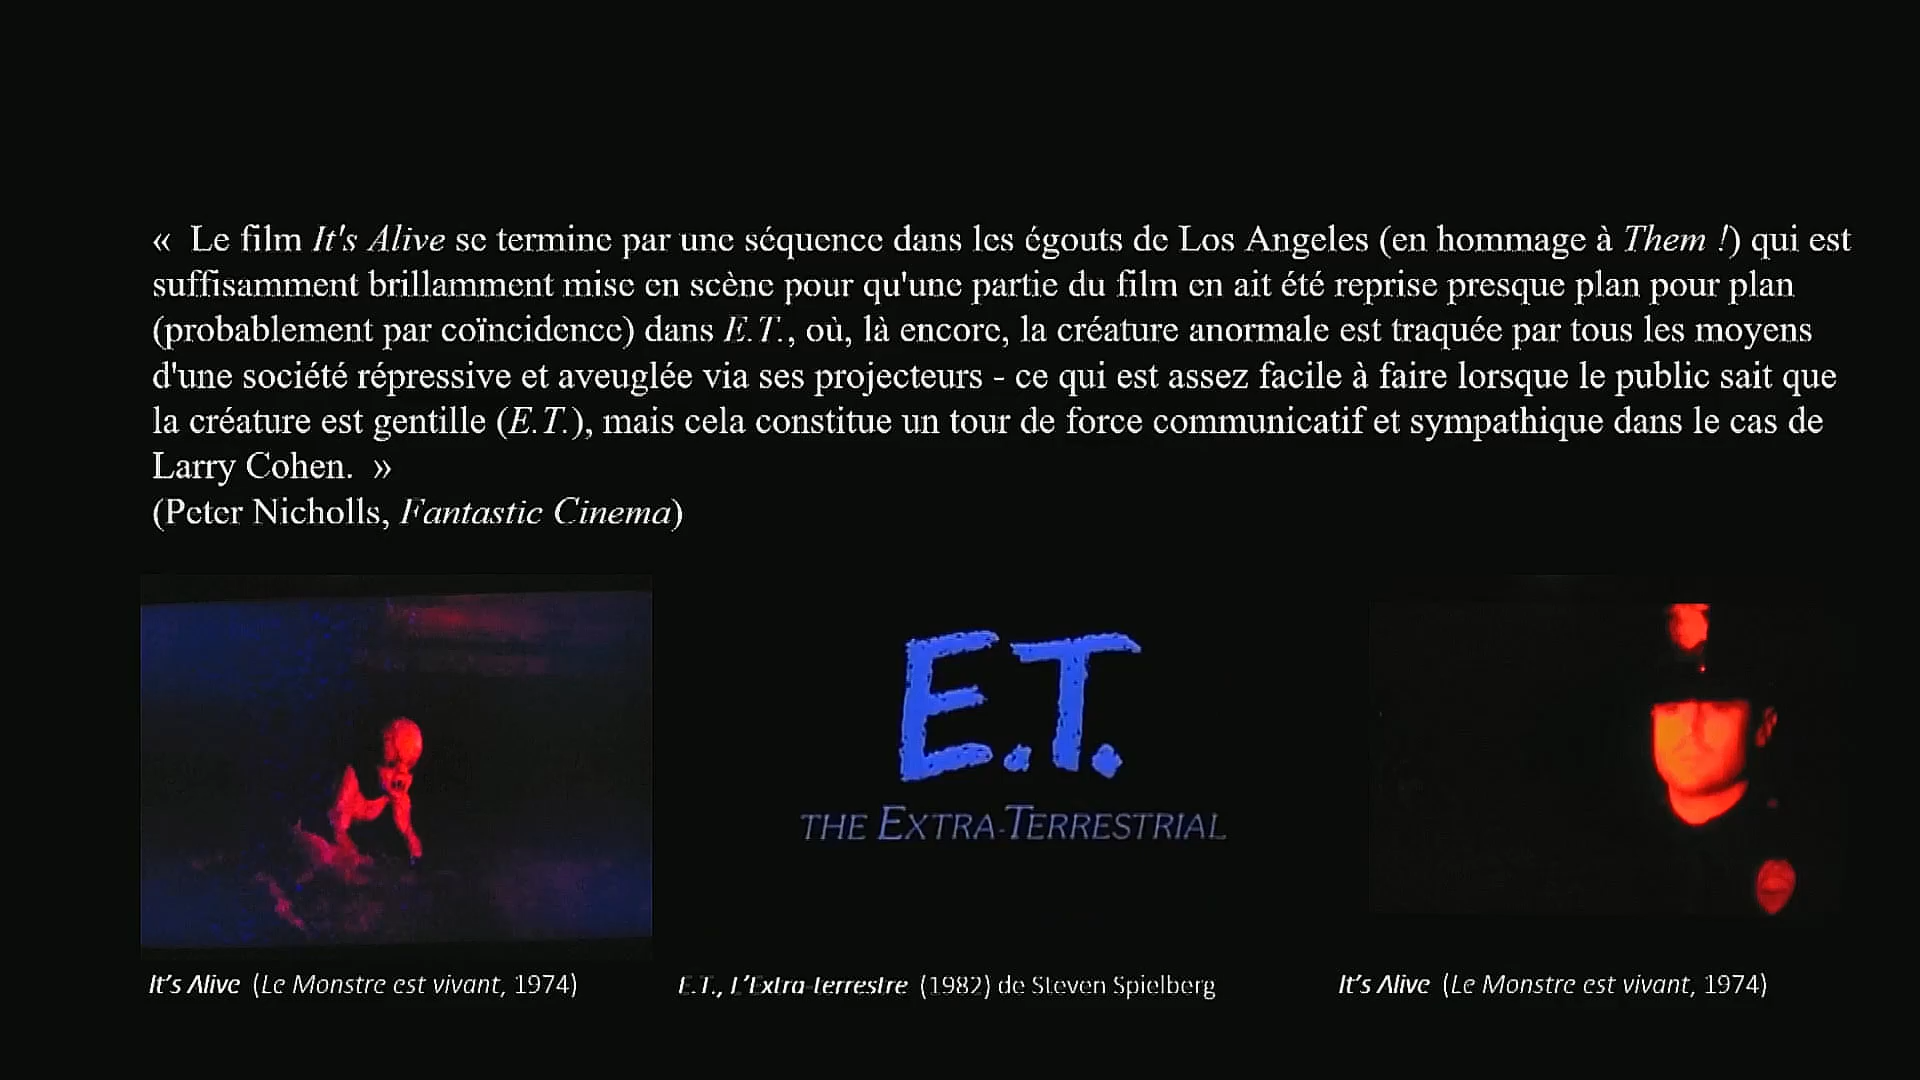 «  Le film It's Alive se termine par une séquence dans les égouts de Los Angeles (en hommage à Them !) qui est
suffisamment brillamment mise en scène pour qu'une partie du film en ait été reprise presque plan pour plan
(probablement par coïncidence) dans E.T., où, là encore, la créature anormale est traquée par tous les moyens
d'une société répressive et aveuglée via ses projecteurs - ce qui est assez facile à faire lorsque le public sait que
la créature est gentille (E.T.), mais cela constitue un tour de force communicatif et sympathique dans le cas de
Larry Cohen.  »
(Peter Nicholls, Fantastic Cinema)
E.T.
THE EXTRA-TERRESTRIAL
It's Alive (Le Monstre est vivant, 1974)
E.T., L'Extra-terrestre (1982) de Steven Spielberg
It's Alive (Le Monstre est vivant, 1974)